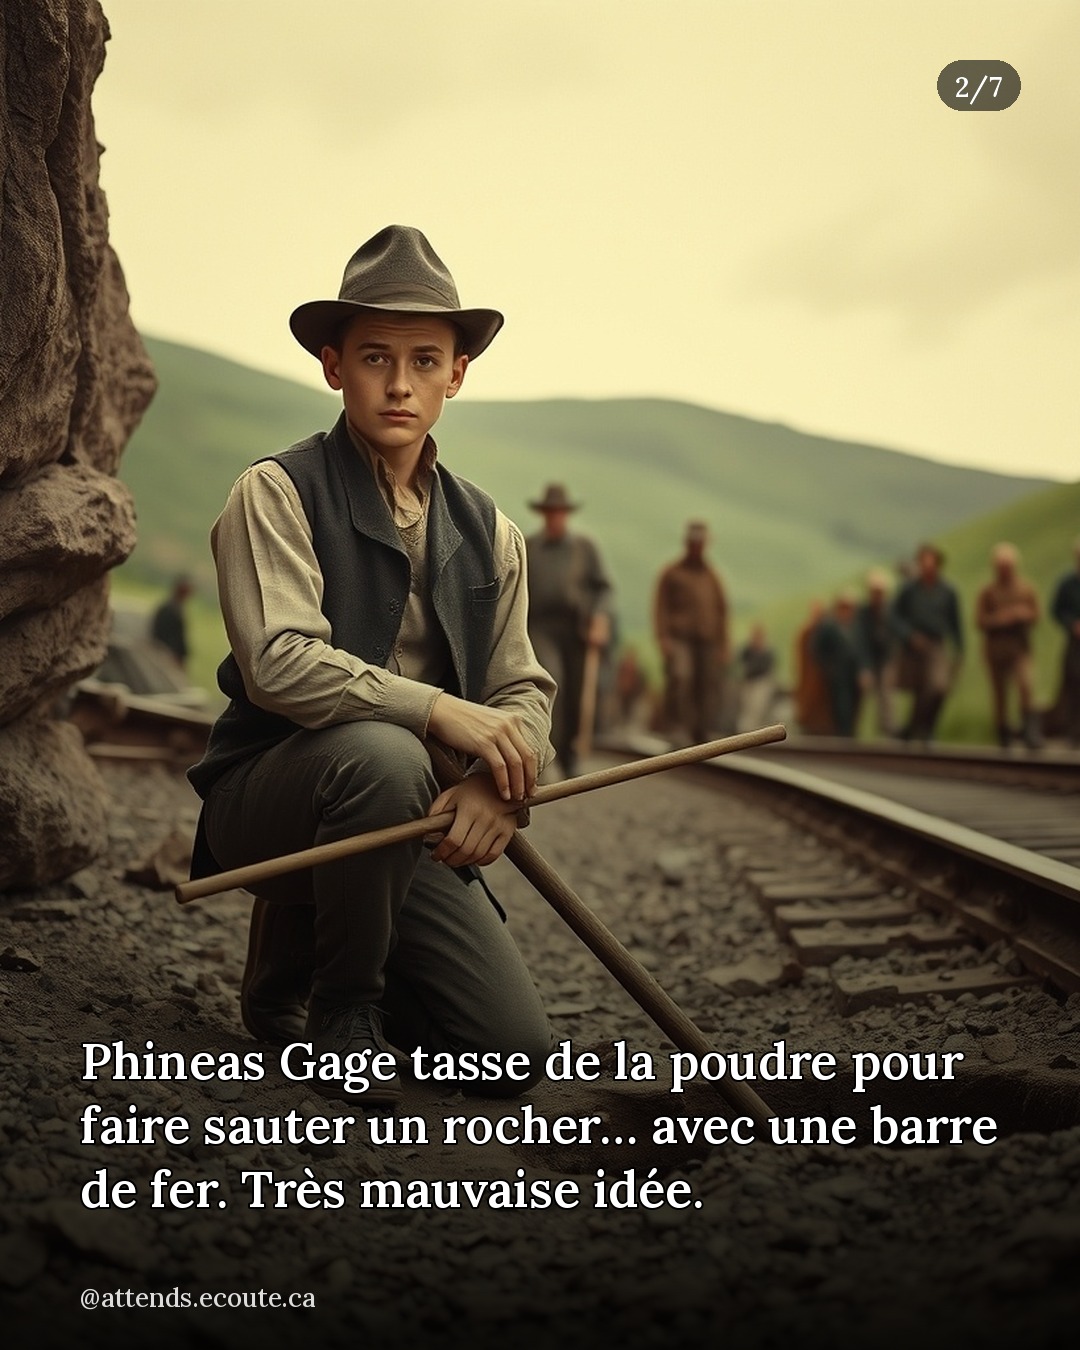 2/7
Phineas Gage tasse de la poudre pour
faire sauter un rocher… avec une barre
de fer. Très mauvaise idée.
@attends.ecoute.ca